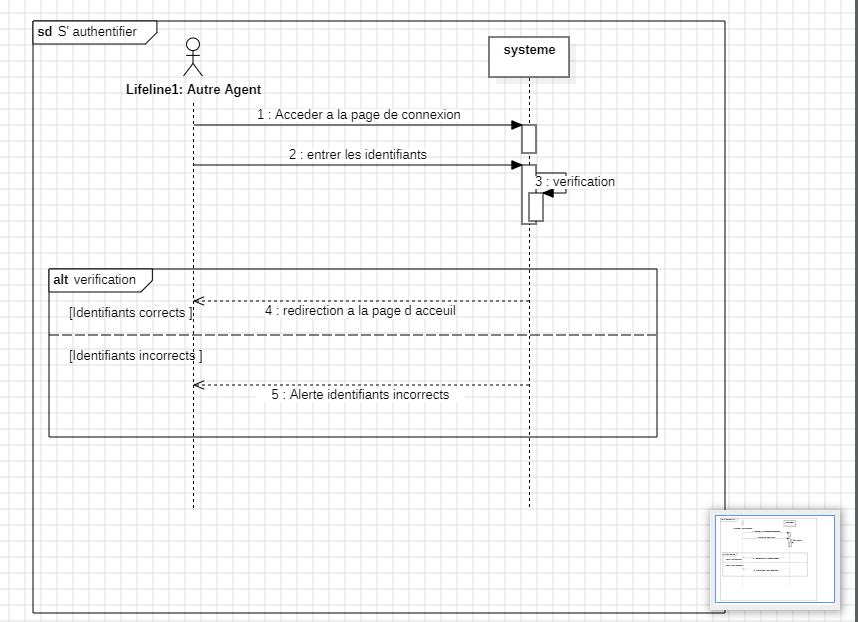 sd S' authentifier
systeme
Lifeline1: Autre Agent
1 : Acceder a la page de connexion
2 : entrer les identifiants
3 : verification
alt verification
[Identifiants corrects ]
4 : redirection a la page d acceuil
[Identifiants incorrects ]
5 : Alerte identifiants incorrects